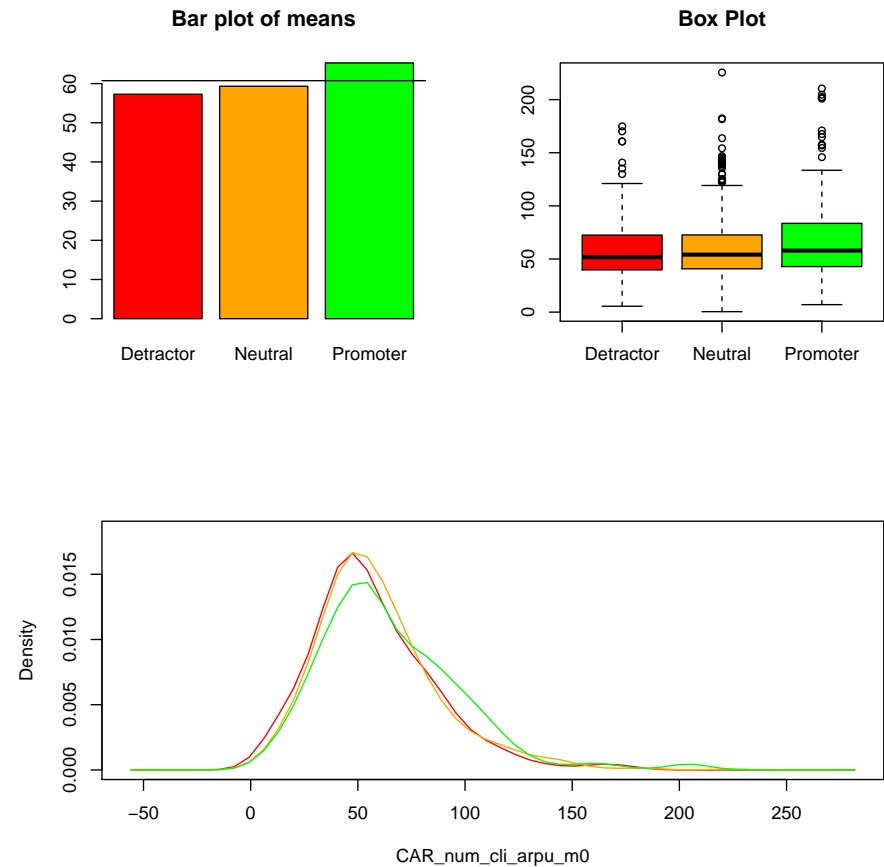 Bar plot of means
60
50
40
30
20
10
0
Detractor Neutral Promoter
Box Plot
200
150
100
50
0
Detractor Neutral Promoter
Density
0.015
0.010
0.005
0.000
−50 0 50 100 150 200 250
CAR_num_cli_arpu_m0